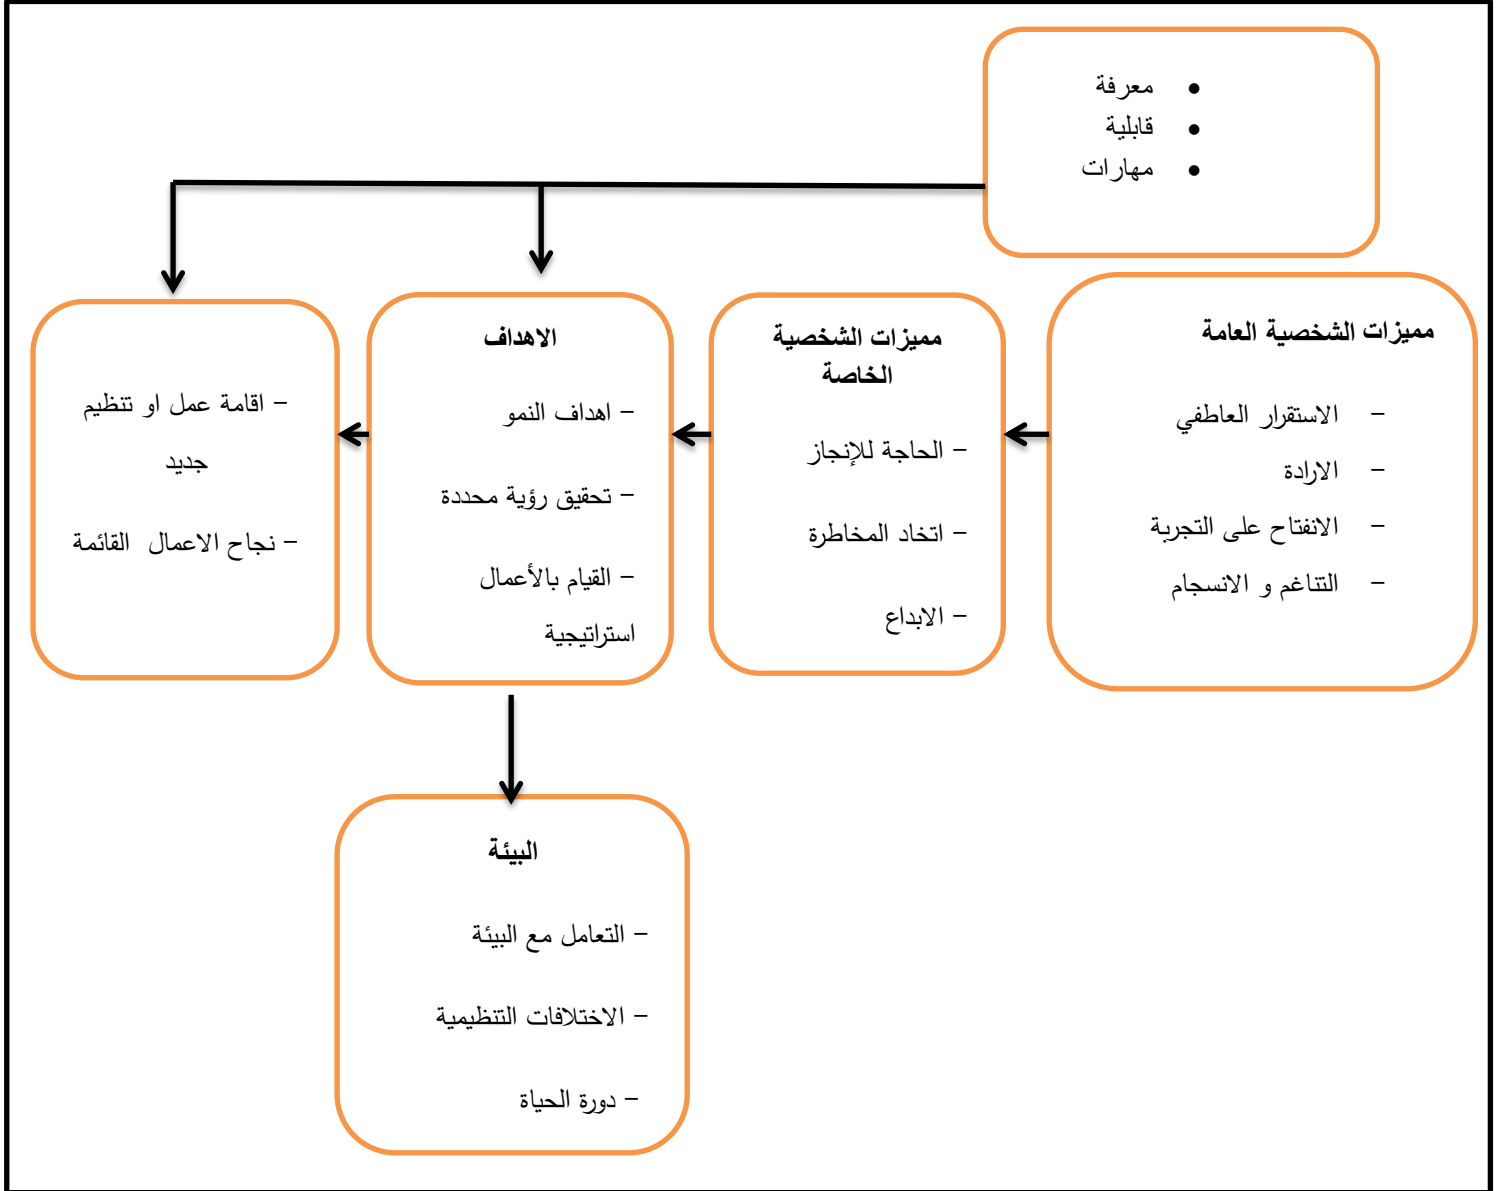 • معرفة
• قابلية
• مهارات
مميزات الشخصية العامة
- الاستقرار العاطفي
- الارادة
- الانفتاح على التجربة
- التناغم و الانسجام
مميزات الشخصية
الخاصة
- الحاجة للإنجاز
- اتخاد المخاطرة
- الابداع
الاهداف
- اهداف النمو
- تحقيق رؤية محددة
- القيام بالأعمال
استراتيجية
- اقامة عمل او تنظيم
جديد
- نجاح الاعمال القائمة
البيئة
- التعامل مع البيئة
- الاختلافات التنظيمية
- دورة الحياة